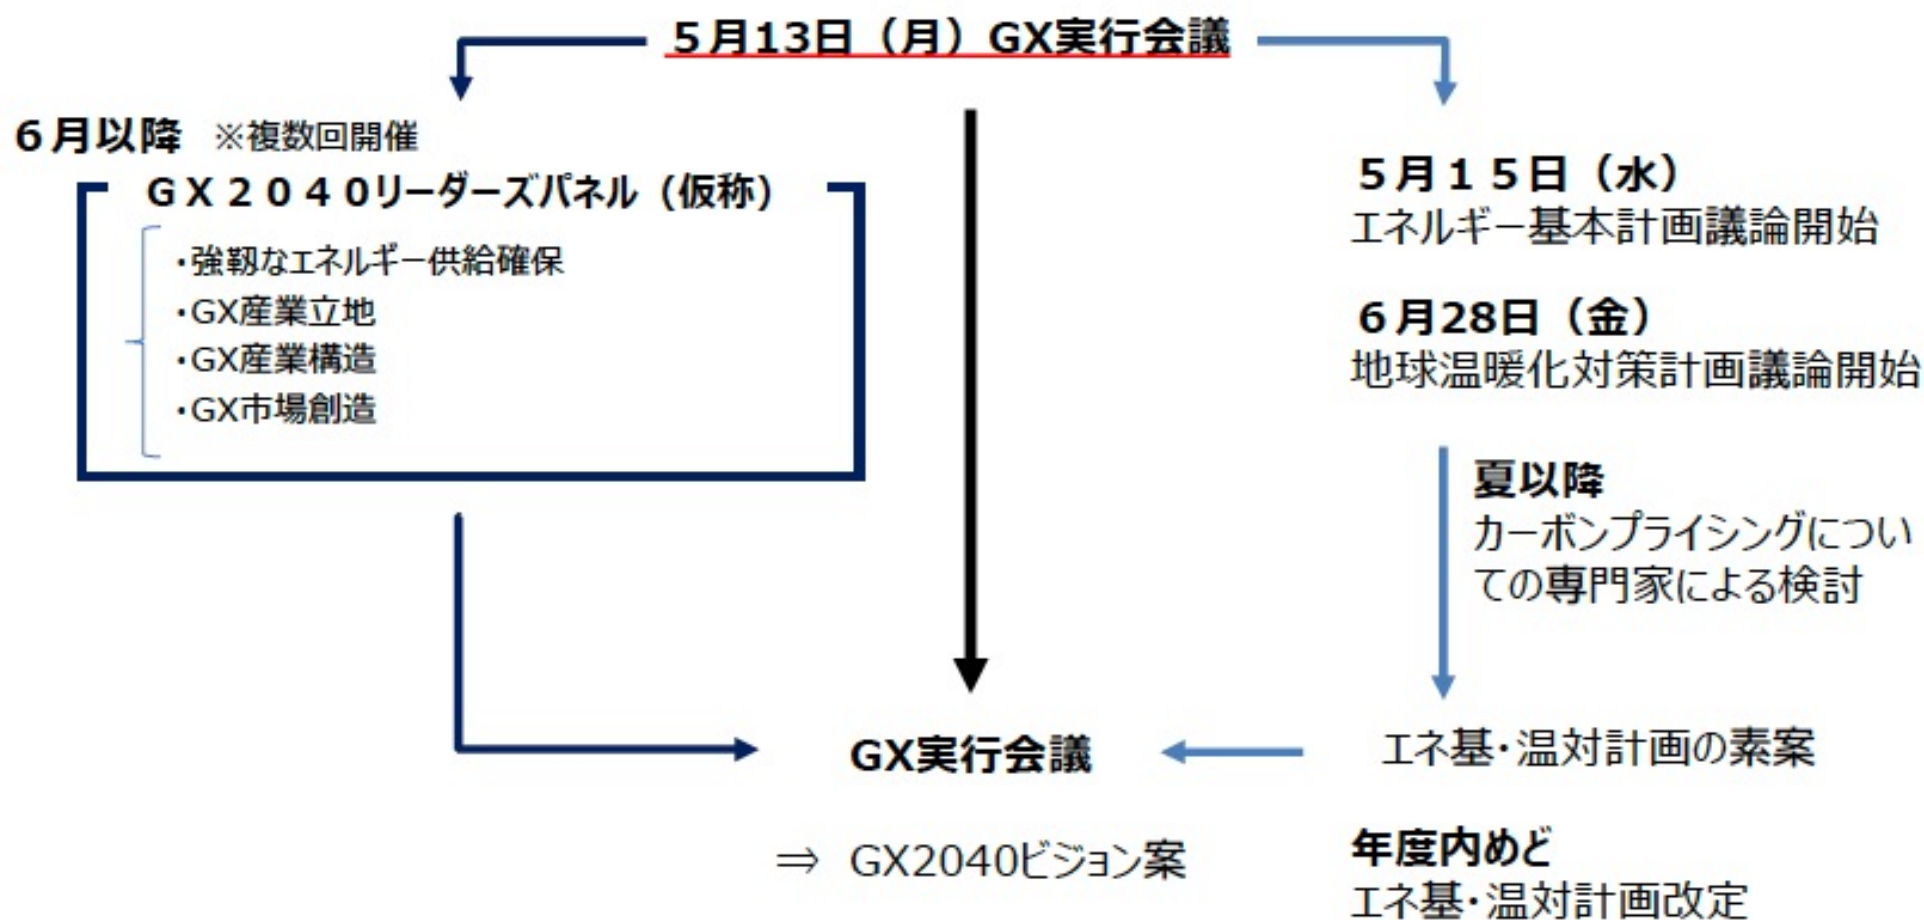 5月13日（月）GX実行会議
6月以降 ※複数回開催
GX2040リーダーズパネル（仮称）
・強靱なエネルギー供給確保
・GX産業立地
・GX産業構造
・GX市場創造
5月15日（水）
エネルギー基本計画議論開始
6月28日（金）
地球温暖化対策計画議論開始
夏以降
カーボンプライシングについ
ての専門家による検討
GX実行会議
エネ基・温対計画の素案
⇒ GX2040ビジョン案
年度内めど
エネ基・温対計画改定